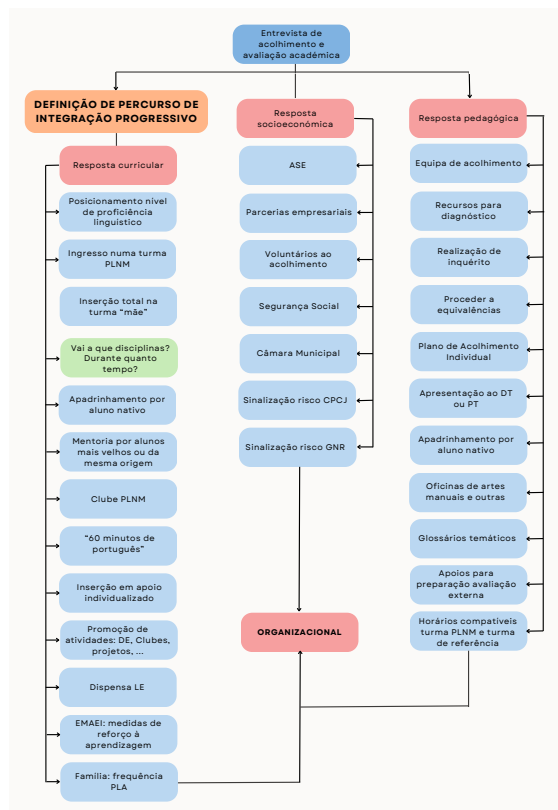 Entrevista de
acolhimento e
avaliação académica
DEFINIÇÃO DE PERCURSO DE
INTEGRAÇÃO PROGRESSIVO
Resposta curricular
Posicionamento nível
de proficiência
linguístico
Ingresso numa turma
PLNM
Inserção total na
turma “mãe”
Vai a que disciplinas?
Durante quanto
tempo?
Apadrinhamento por
aluno nativo
Mentoria por alunos
mais velhos ou da
mesma origem
Clube PLNM
“60 minutos de
português”
Inserção em apoio
individualizado
Promoção de
atividades: DE, Clubes,
projetos, ...
Dispensa LE
EMAEI: medidas de
reforço à
aprendizagem
Família: frequência
PLA
Resposta
socioeconómica
ASE
Parcerias empresariais
Voluntários ao
acolhimento
Segurança Social
Câmara Municipal
Sinalização risco CPCJ
Sinalização risco GNR
ORGANIZACIONAL
Resposta pedagógica
Equipa de acolhimento
Recursos para
diagnóstico
Realização de
inquérito
Proceder a
equivalências
Plano de Acolhimento
Individual
Apresentação ao DT
ou PT
Apadrinhamento por
aluno nativo
Oficinas de artes
manuais e outras
Glossários temáticos
Apoios para
preparação avaliação
externa
Horários compatíveis
turma PLNM e turma
de referência